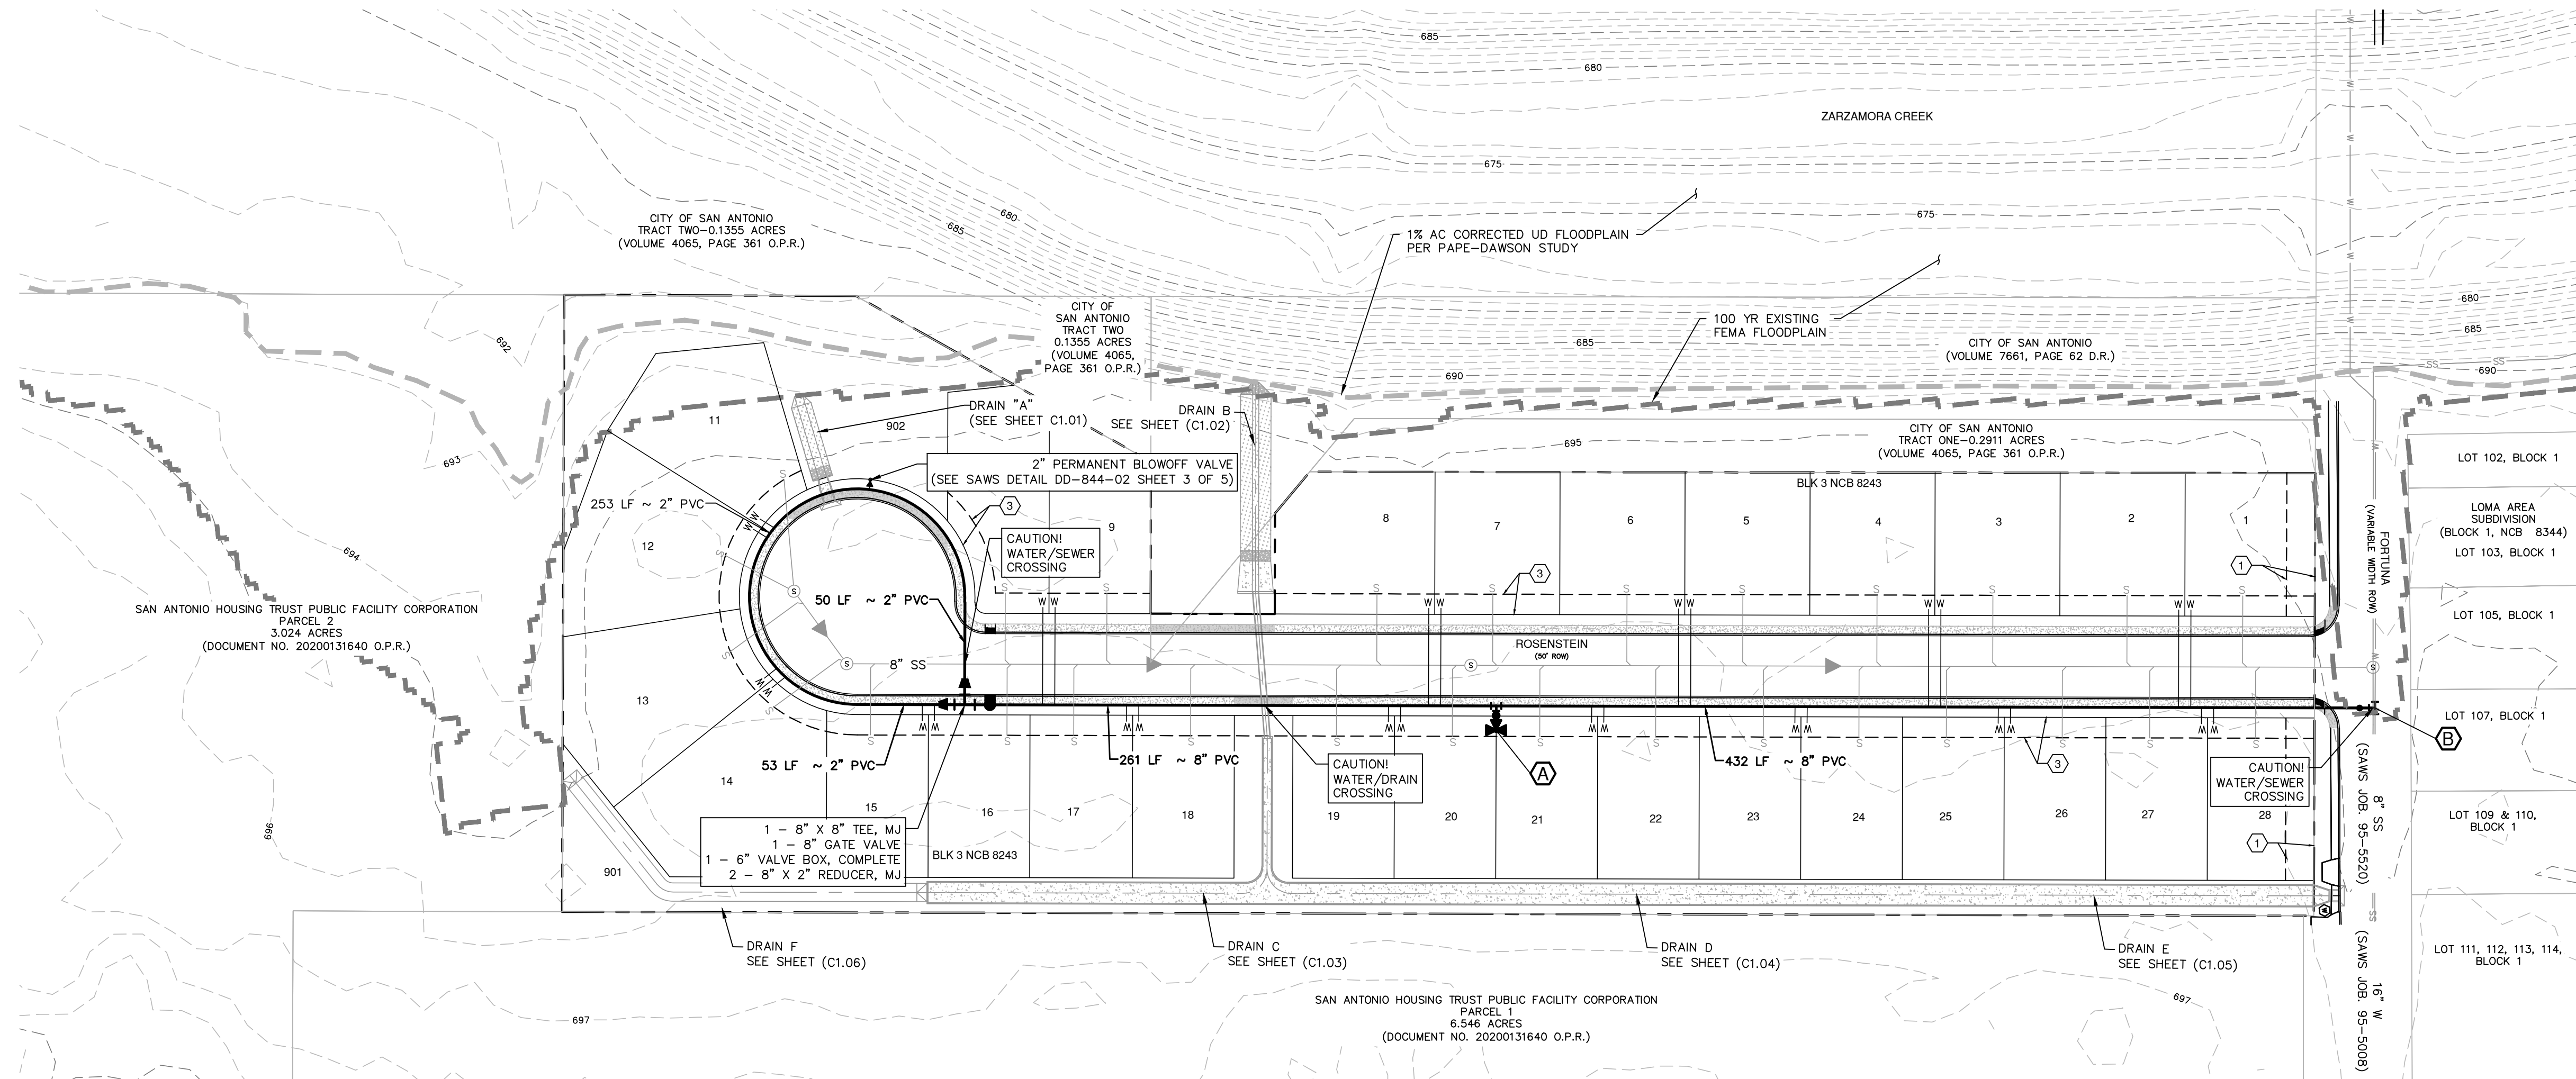 685
680
ZARZAMORA CREEK
675
675
680
685
CITY OF SAN ANTONIO
TRACT TWO-0.1355 ACRES
(VOLUME 4065, PAGE 361 O.P.R.)
1% AC CORRECTED UD FLOODPLAIN
PER PAPE-DAWSON STUDY
CITY OF
SAN ANTONIO
TRACT TWO
0.1355 ACRES
(VOLUME 4065,
PAGE 361 O.P.R.)
100 YR EXISTING
FEMA FLOODPLAIN
685
690
CITY OF SAN ANTONIO
(VOLUME 7661, PAGE 62 D.R.)
680
685
SS
SS
690
692
693
694
696
11
902
DRAIN "A"
(SEE SHEET C1.01)
DRAIN B
SEE SHEET (C1.02)
695
CITY OF SAN ANTONIO
TRACT ONE-0.2911 ACRES
(VOLUME 4065, PAGE 361 O.P.R.)
LOT 102, BLOCK 1
2" PERMANENT BLOWOFF VALVE
(SEE SAWS DETAIL DD-844-02 SHEET 3 OF 5)
BLK 3 NCB 8243
253 LF ~ 2" PVC
3
9
8
7
6
5
4
3
2
1
LOMA AREA
SUBDIVISION
(BLOCK 1, NCB 8344)
LOT 103, BLOCK 1
FORTUNA
(VARIABLE WIDTH ROW)
12
CAUTION!
WATER/SEWER
CROSSING
3
1
50 LF ~ 2" PVC
SAN ANTONIO HOUSING TRUST PUBLIC FACILITY CORPORATION
PARCEL 2
3.024 ACRES
(DOCUMENT NO. 20200131640 O.P.R.)
LOT 105, BLOCK 1
ROSENSTEIN
(50' ROW)
8" SS
13
LOT 107, BLOCK 1
B
53 LF ~ 2" PVC
261 LF ~ 8" PVC
CAUTION!
WATER/DRAIN
CROSSING
A
432 LF ~ 8" PVC
3
CAUTION!
WATER/SEWER
CROSSING
8" SS
(SAWS JOB. 95-5520)
14
15
16
17
18
19
20
21
22
23
24
25
26
27
28
LOT 109 & 110,
BLOCK 1
1 - 8" X 8" TEE, MJ
1 - 8" GATE VALVE
1 - 6" VALVE BOX, COMPLETE
2 - 8" X 2" REDUCER, MJ
BLK 3 NCB 8243
1
901
DRAIN F
SEE SHEET (C1.06)
DRAIN C
SEE SHEET (C1.03)
DRAIN D
SEE SHEET (C1.04)
DRAIN E
SEE SHEET (C1.05)
LOT 111, 112, 113, 114,
BLOCK 1
16" W
(SAWS JOB. 95-5008)
SAN ANTONIO HOUSING TRUST PUBLIC FACILITY CORPORATION
PARCEL 1
6.546 ACRES
(DOCUMENT NO. 20200131640 O.P.R.)
697
697